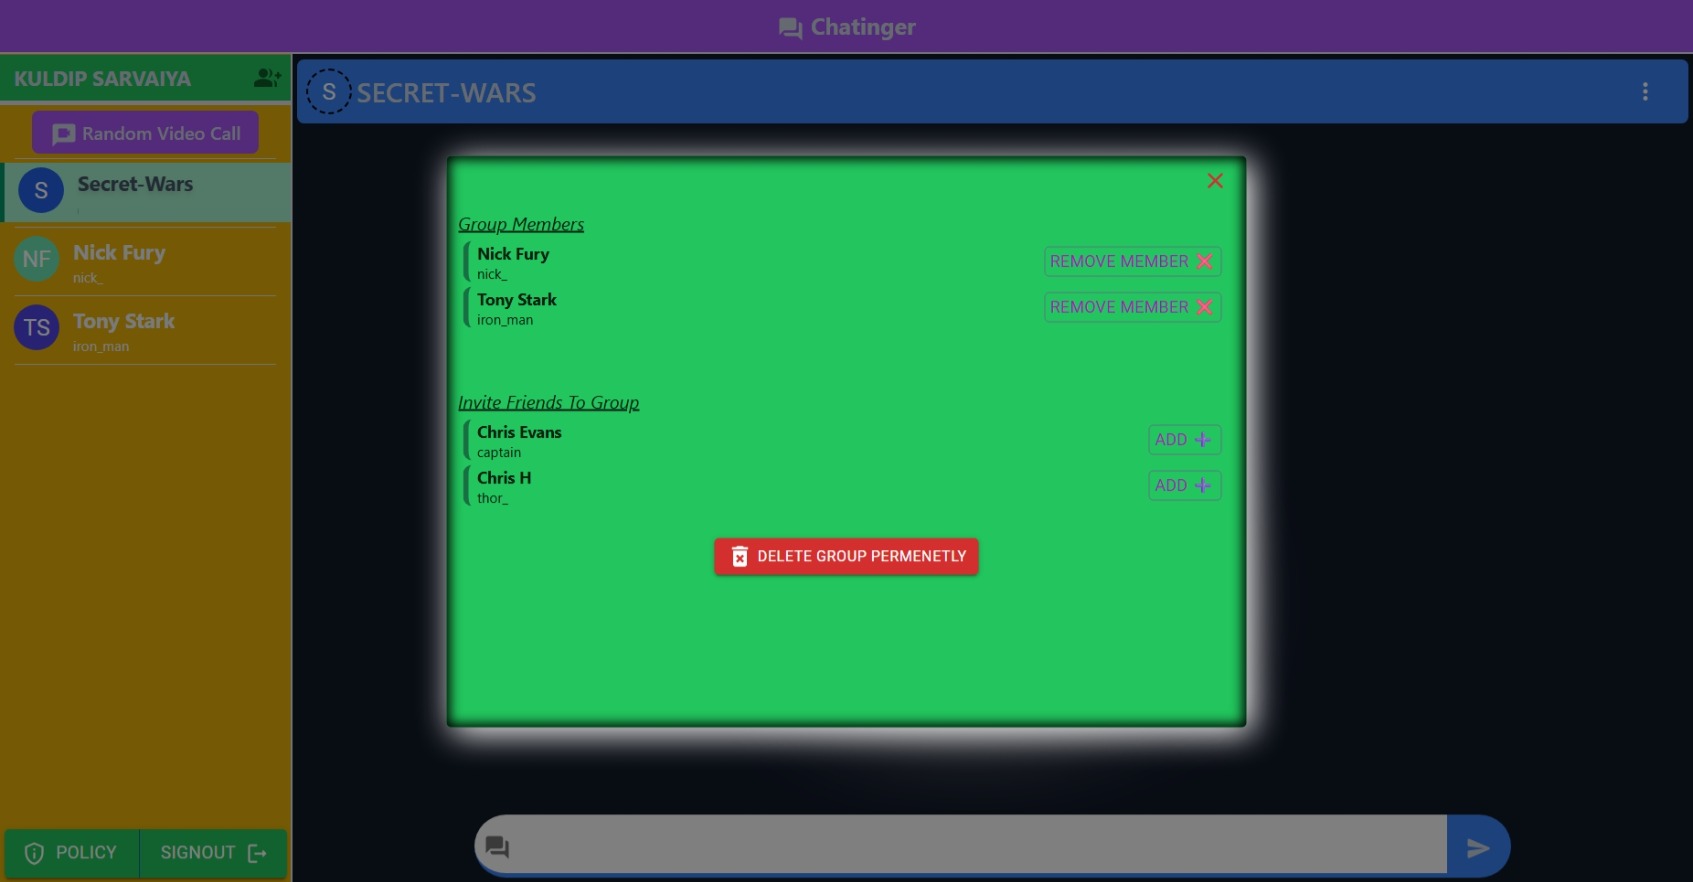 Chatinger
KULDIP SARVAIYA
Random Video Call
S
Secret-Wars
NF
Nick Fury
nick_
TS
Tony Stark
iron_man
POLICY
SIGNOUT
S
SECRET-WARS
Group Members
Nick Fury
nick_
REMOVE MEMBER
Tony Stark
iron_man
REMOVE MEMBER
Invite Friends To Group
Chris Evans
captain
ADD
Chris H
thor_
ADD
DELETE GROUP PERMENETLY